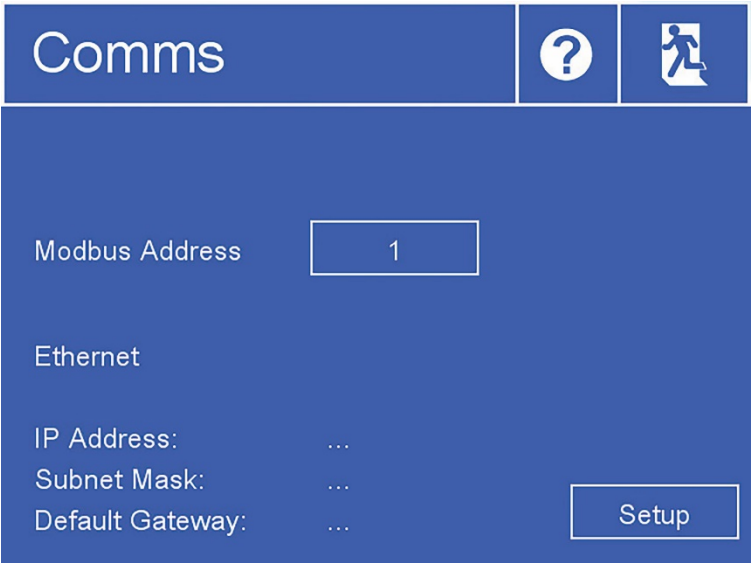 Comms
?
Modbus Address 1
Ethernet
IP Address: ...
Subnet Mask: ...
Default Gateway: ...
Setup